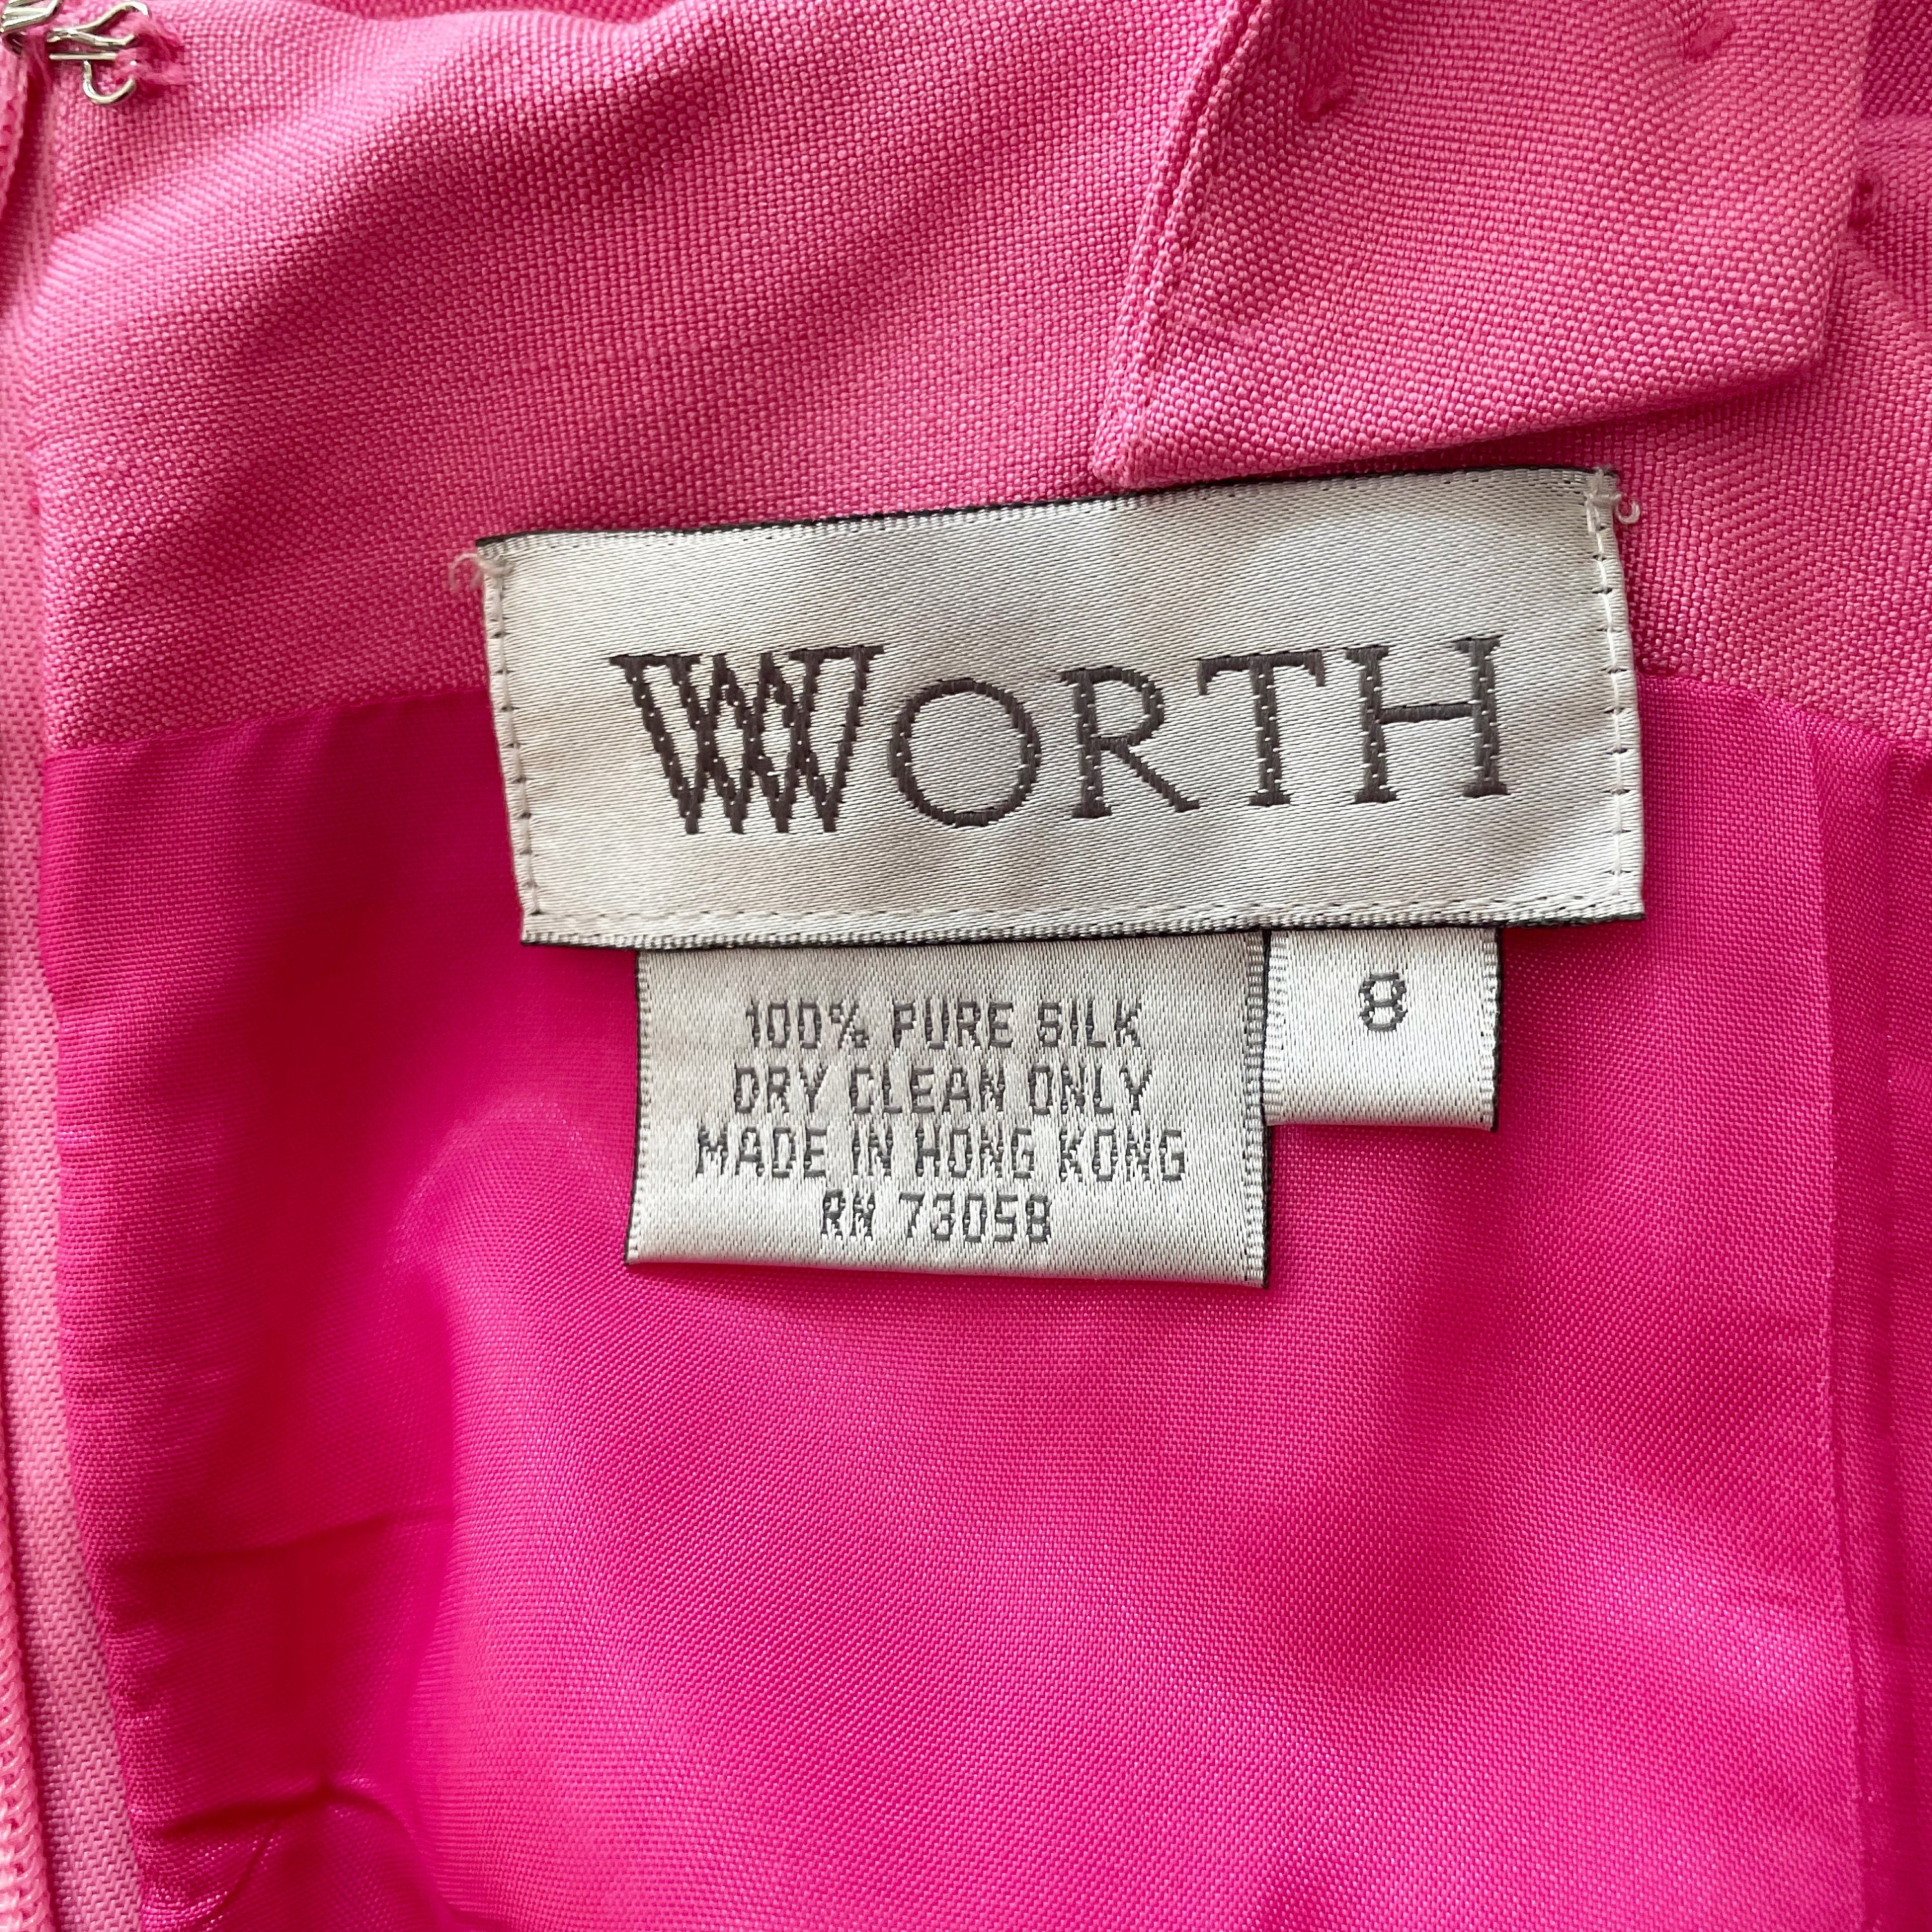 WORTH
100% PURE SILK
DRY CLEAN ONLY
MADE IN HONG KONG
RN 73058
8